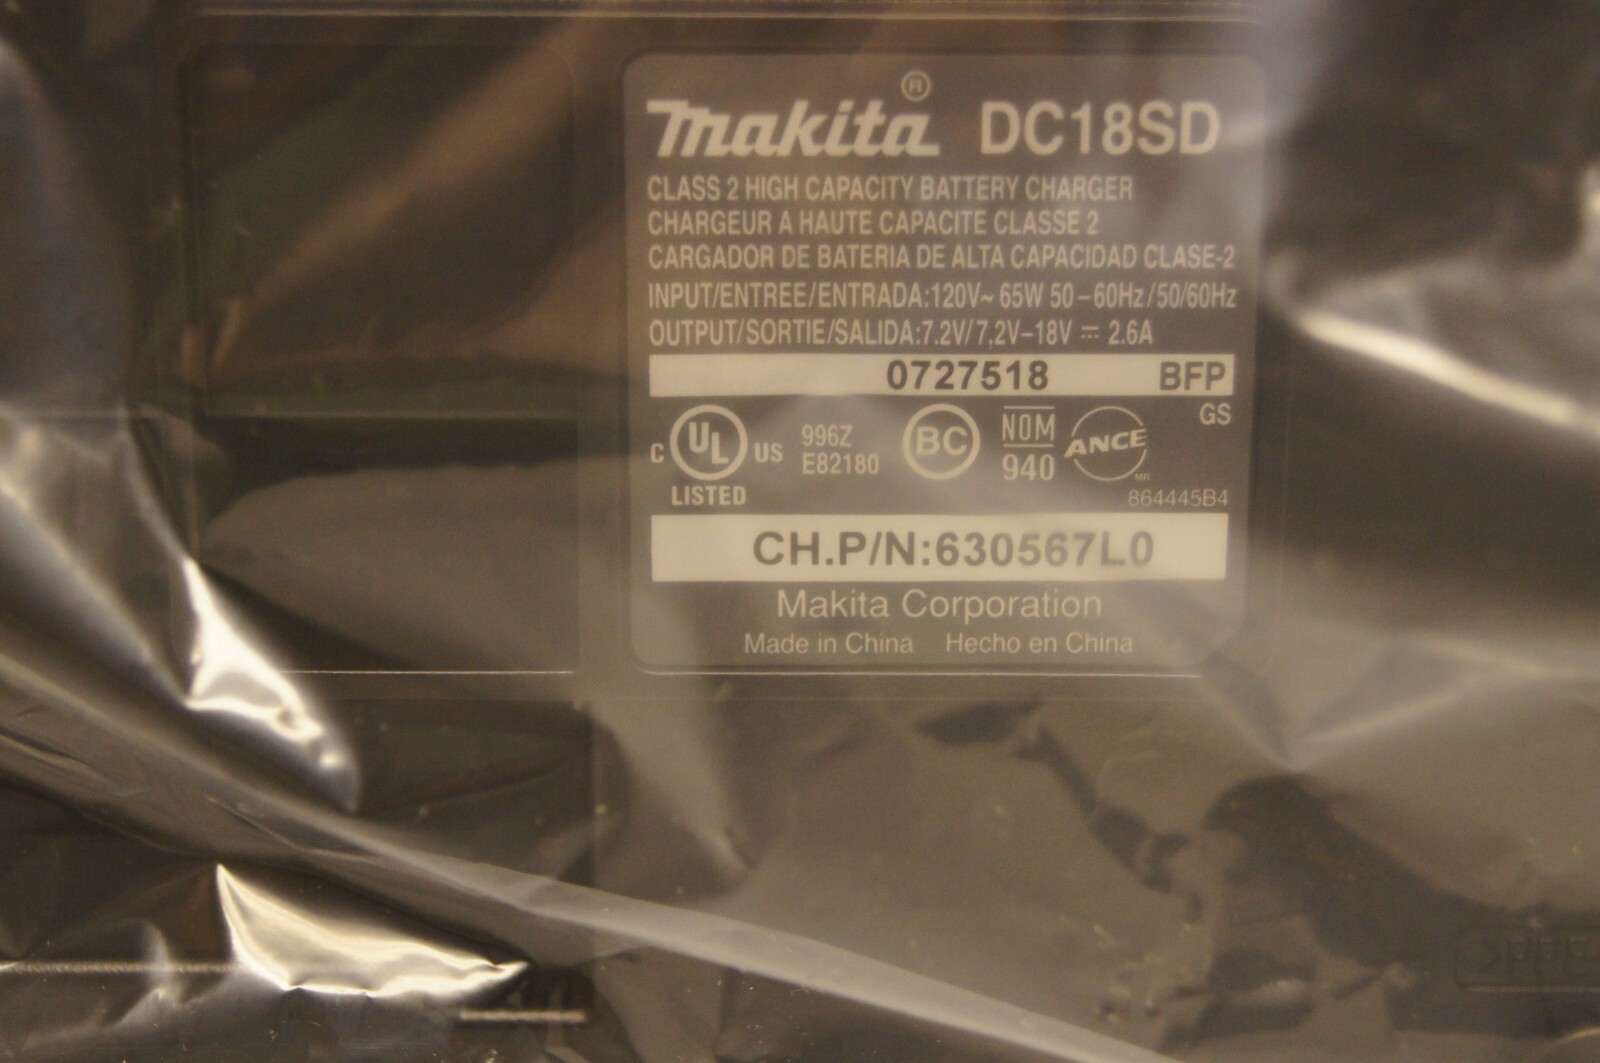 makita® DC18SD
CLASS 2 HIGH CAPACITY BATTERY CHARGER
CHARGEUR A HAUTE CAPACITE CLASSE 2
CARGADOR DE BATERIA DE ALTA CAPACIDAD CLASE-2
INPUT/ENTREE/ENTRADA:120V~ 65W 50–60Hz/50/60Hz
OUTPUT/SORTIE/SALIDA:7.2V/7,2V–18V ⎓ 2.6A
0727518 BFP
GS
C UL US LISTED
996Z
E82180
BC
NOM
940
ANCE
MR
864445B4
CH.P/N:630567L0
Makita Corporation
Made in China Hecho en China